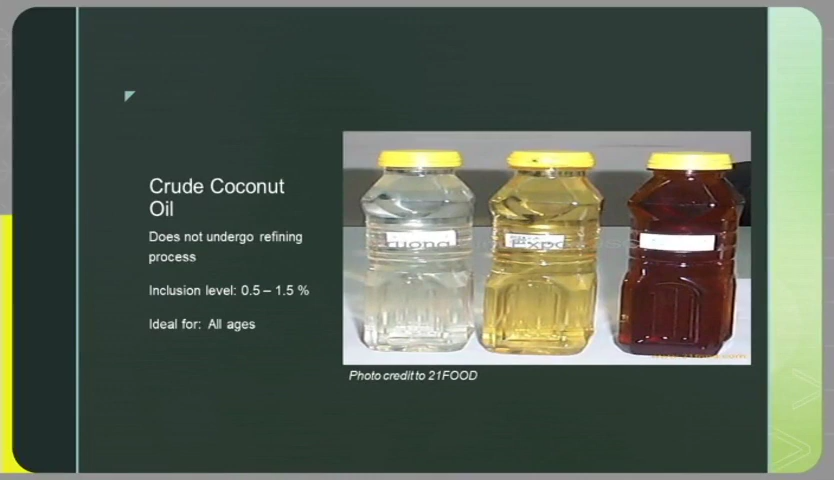 Crude Coconut
Oil
Does not undergo refining
process
Inclusion level: 0.5 – 1.5 %
Ideal for: All ages
Photo credit to 21FOOD